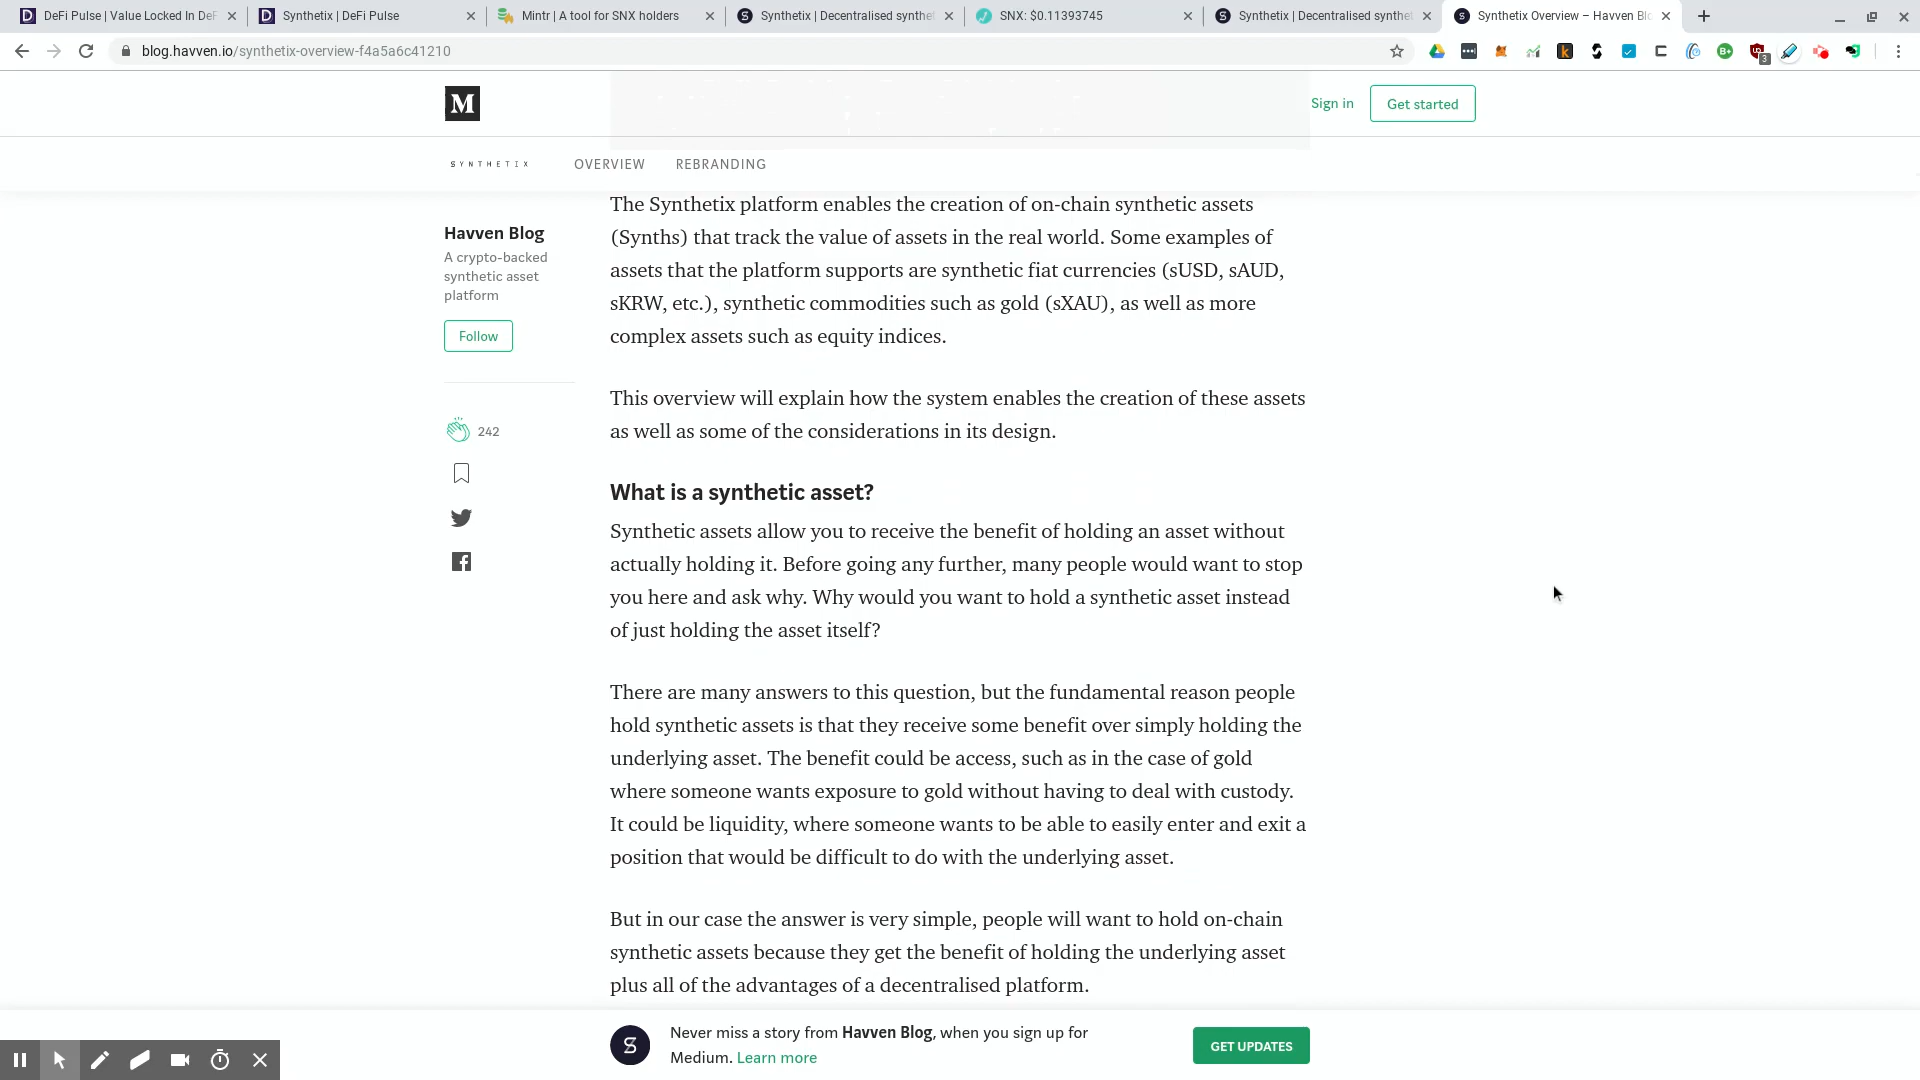 DeFi Pulse | Value Locked In DeF
Synthetix | DeFi Pulse
Mintr | A tool for SNX holders
Synthetix | Decentralised synthet
SNX: $0.11393745
Synthetix | Decentralised synthet
Synthetix Overview – Havven Blo
blog.havven.io/synthetix-overview-f4a5a6c41210
3
M
Sign in
Get started
SYNTHETIX
OVERVIEW
REBRANDING
Havven Blog
A crypto-backed
synthetic asset
platform
Follow
242
The Synthetix platform enables the creation of on-chain synthetic assets
(Synths) that track the value of assets in the real world. Some examples of
assets that the platform supports are synthetic fiat currencies (sUSD, sAUD,
sKRW, etc.), synthetic commodities such as gold (sXAU), as well as more
complex assets such as equity indices.
This overview will explain how the system enables the creation of these assets
as well as some of the considerations in its design.
What is a synthetic asset?
Synthetic assets allow you to receive the benefit of holding an asset without
actually holding it. Before going any further, many people would want to stop
you here and ask why. Why would you want to hold a synthetic asset instead
of just holding the asset itself?
There are many answers to this question, but the fundamental reason people
hold synthetic assets is that they receive some benefit over simply holding the
underlying asset. The benefit could be access, such as in the case of gold
where someone wants exposure to gold without having to deal with custody.
It could be liquidity, where someone wants to be able to easily enter and exit a
position that would be difficult to do with the underlying asset.
But in our case the answer is very simple, people will want to hold on-chain
synthetic assets because they get the benefit of holding the underlying asset
plus all of the advantages of a decentralised platform.
Never miss a story from Havven Blog, when you sign up for
Medium. Learn more
GET UPDATES